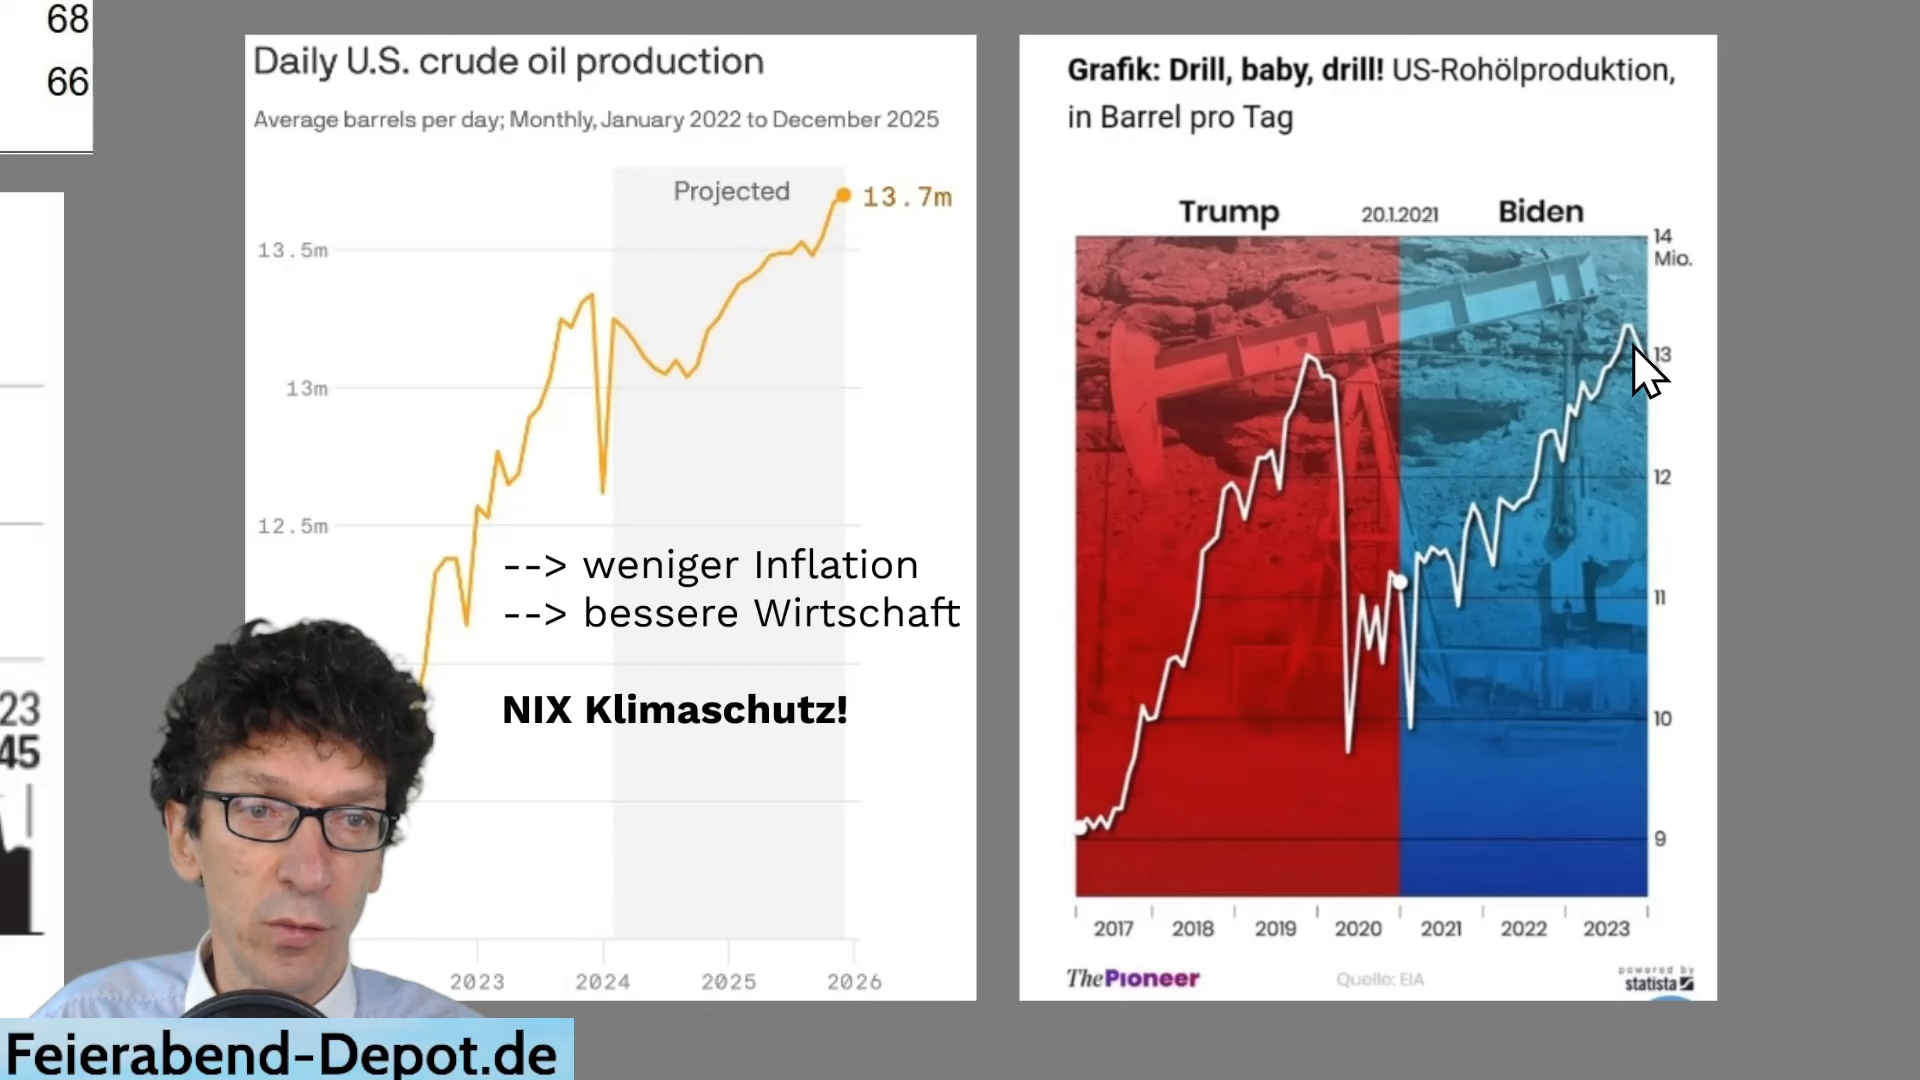 68
66
23
45
Daily U.S. crude oil production
Average barrels per day; Monthly, January 2022 to December 2025
Projected
13.7m
13.5m
13m
12.5m
--> weniger Inflation
--> bessere Wirtschaft
NIX Klimaschutz!
2023
2024
2025
2026
Grafik: Drill, baby, drill! US-Rohölproduktion,
in Barrel pro Tag
Trump
20.1.2021
Biden
14
Mio.
13
12
11
10
9
2017
2018
2019
2020
2021
2022
2023
The Pioneer
Quelle: EIA
powered by
statista
Feierabend-Depot.de